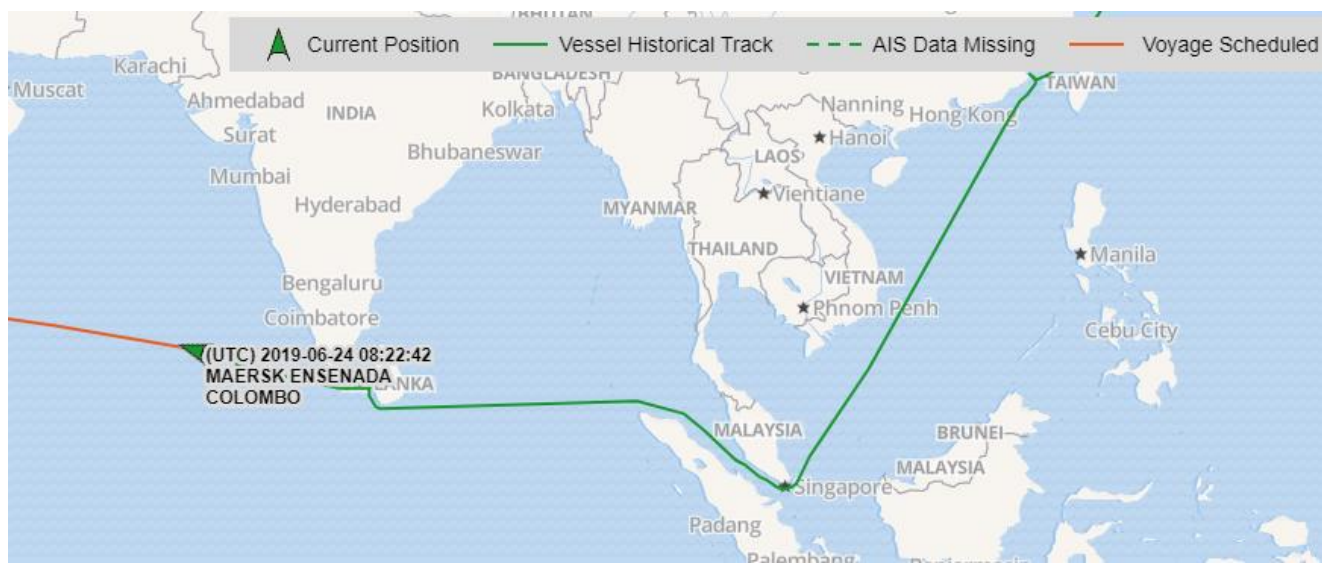 BHUTAN
Current Position
Vessel Historical Track
AIS Data Missing
Voyage Scheduled
Karachi
Muscat
BANGLADESH
TAIWAN
Ahmedabad
INDIA
Kolkata
Nanning
Hong Kong
Surat
Hanoi
Bhubaneswar
LAOS
Mumbai
Vientiane
Hyderabad
MYANMAR
THAILAND
Manila
Bengaluru
VIETNAM
Coimbatore
Phnom Penh
Cebu City
(UTC) 2019-06-24 08:22:42
MAERSK ENSENADA
LANKA
COLOMBO
MALAYSIA
BRUNEI
MALAYSIA
Singapore
Padang
Palembang